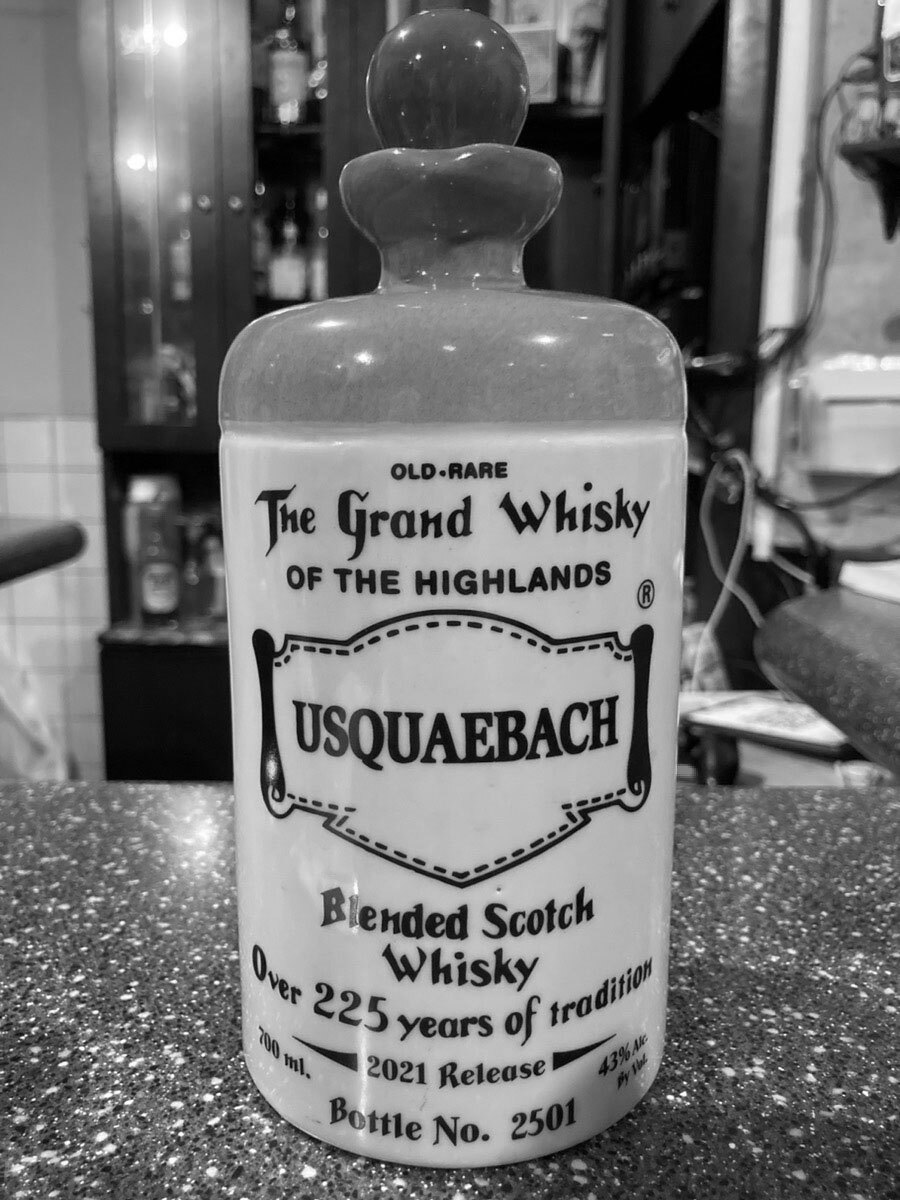 OLD•RARE
The Grand Whisky
OF THE HIGHLANDS
®
USQUAEBACH
Blended Scotch
Whisky
Over 225 years of tradition
700 ml.
2021 Release
43% Alc.
By Vol.
Bottle No. 2501